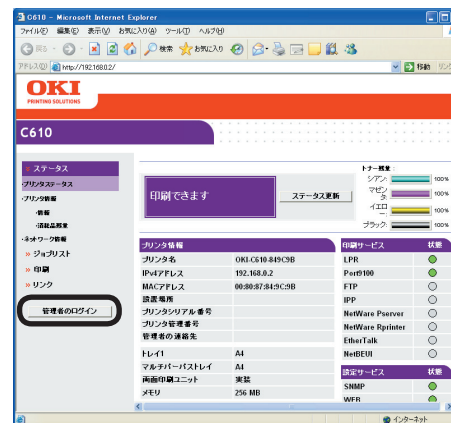 C610 - Microsoft Internet Explorer
ファイル(F) 編集(E) 表示(V) お気に入り(A) ツール(T) ヘルプ(H)
戻る 検索 お気に入り
アドレス(D) http://192.168.0.2/ 移動 リンク
OKI
PRINTING SOLUTIONS
C610
ステータス
プリンタステータス
プリンタ情報
情報
消耗品残量
ネットワーク情報
ジョブリスト
印刷
リンク
管理者のログイン
印刷できます
ステータス更新
トナー残量:
シアン: 100%
マゼンタ: 100%
イエロー: 100%
ブラック: 100%
プリンタ情報
プリンタ名 OKI-C610-849C9B
IPv4アドレス 192.168.0.2
MACアドレス 00:80:87:84:9C:9B
設置場所
プリンタシリアル番号
プリンタ管理番号
管理者の連絡先
トレイ1 A4
マルチパーパストレイ A4
両面印刷ユニット 実装
メモリ 256 MB
印刷サービス 状態
LPR
Port9100
FTP
IPP
NetWare Pserver
NetWare Rprinter
EtherTalk
NetBEUI
設定サービス 状態
SNMP
WEB
インターネット